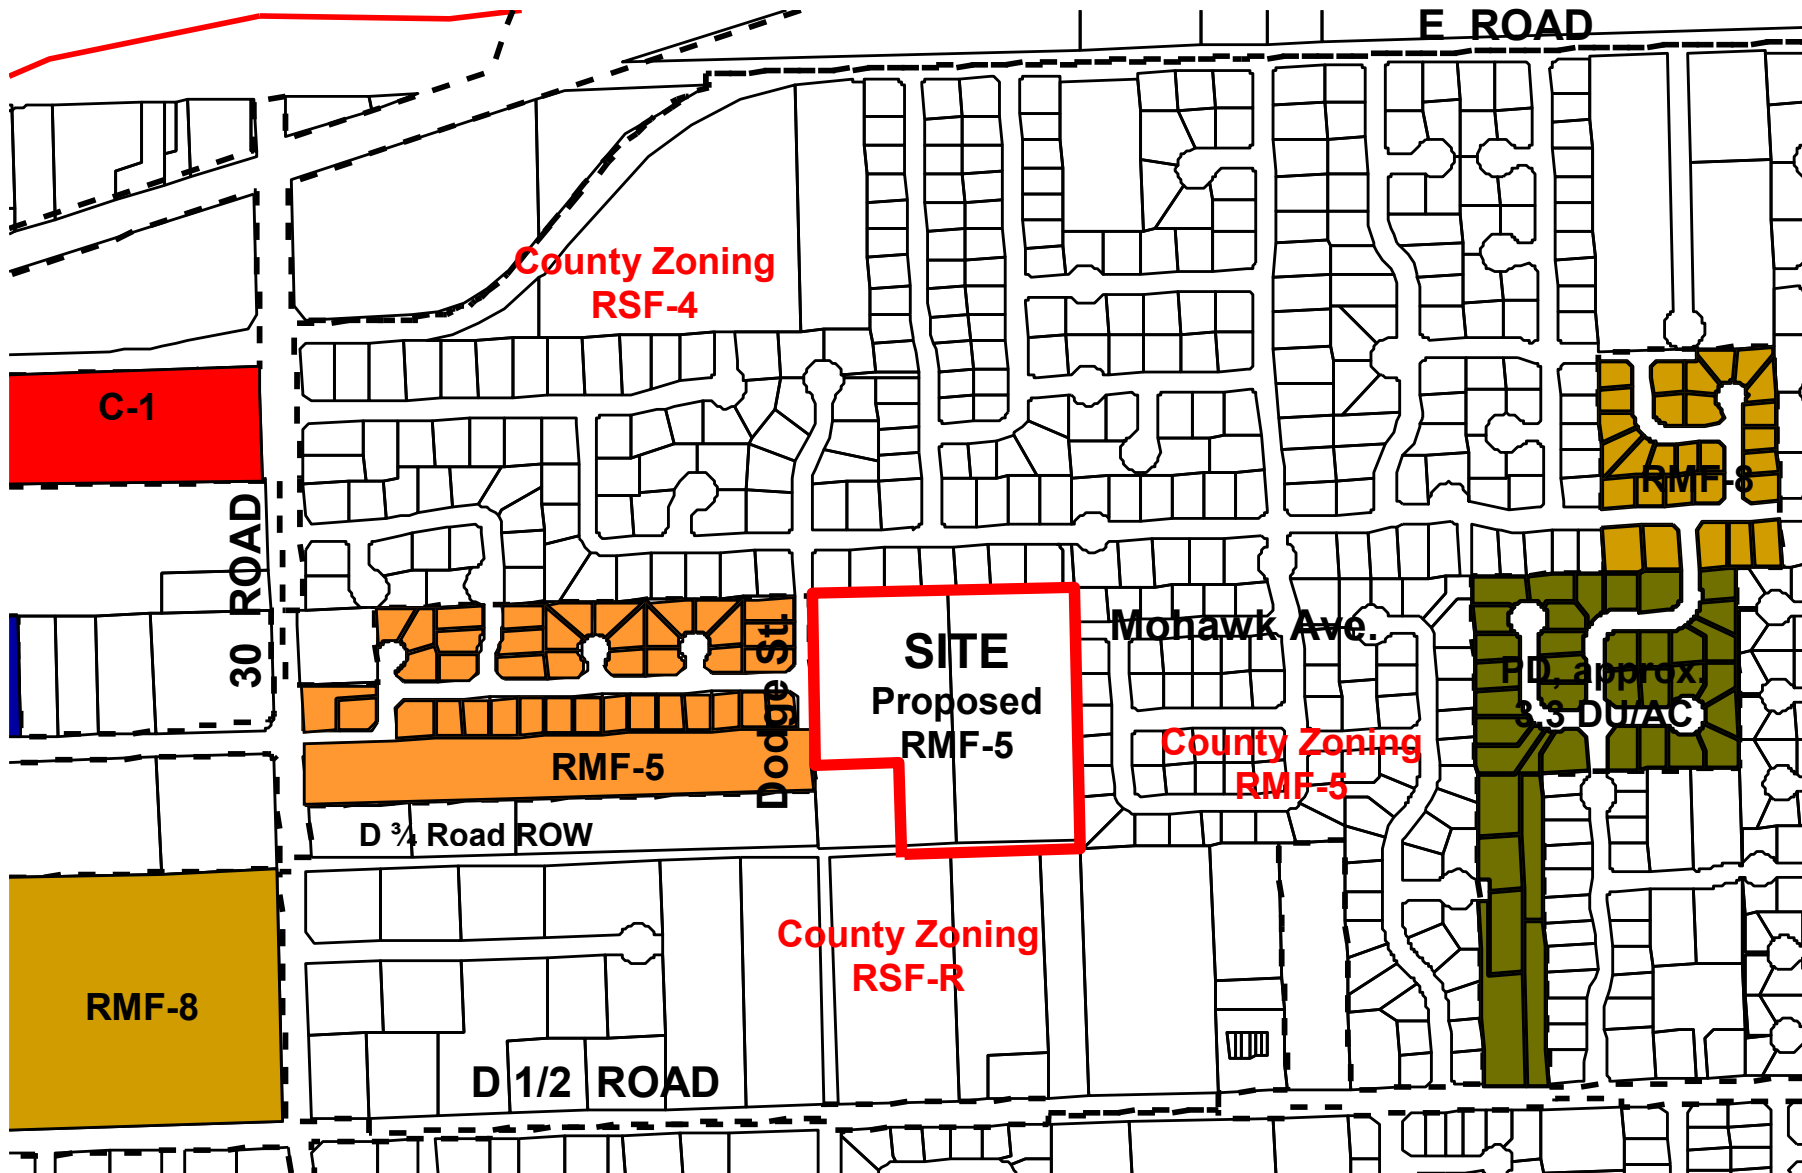 E ROAD
County Zoning
RSF-4
C-1
RMF-8
30 ROAD
Mohawk Ave.
SITE
Proposed
RMF-5
Dodge St.
PD, approx.
3.3 DU/AC
County Zoning
RMF-5
RMF-5
D ¾ Road ROW
County Zoning
RSF-R
RMF-8
D 1/2 ROAD